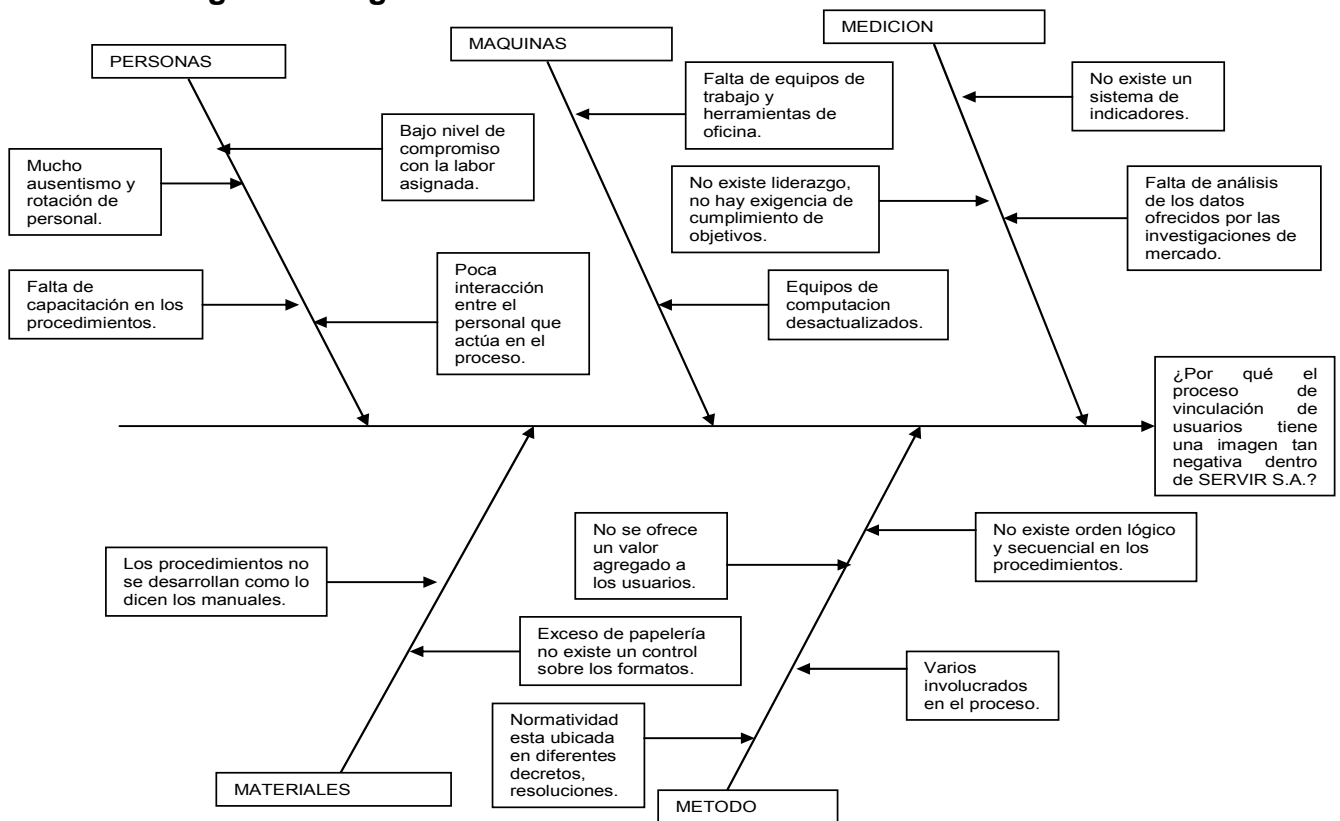 MEDICION
MAQUINAS
PERSONAS
Falta de equipos de
trabajo y
herramientas de
oficina.
No existe un
sistema de
indicadores.
Bajo nivel de
compromiso
con la labor
asignada.
Mucho
ausentismo y
rotación de
personal.
No existe liderazgo,
no hay exigencia de
cumplimiento de
objetivos.
Falta de análisis
de los datos
ofrecidos por las
investigaciones de
mercado.
Falta de
capacitación en los
procedimientos.
Poca
interacción
entre el
personal que
actúa en el
proceso.
Equipos de
computacion
desactualizados.
¿Por qué el
proceso de
vinculación de
usuarios tiene
una imagen tan
negativa dentro
de SERVIR S.A.?
No se ofrece
un valor
agregado a
los usuarios.
No existe orden lógico
y secuencial en los
procedimientos.
Los procedimientos no
se desarrollan como lo
dicen los manuales.
Exceso de papelería
no existe un control
sobre los formatos.
Varios
involucrados
en el proceso.
Normatividad
esta ubicada
en diferentes
decretos,
resoluciones.
MATERIALES
METODO